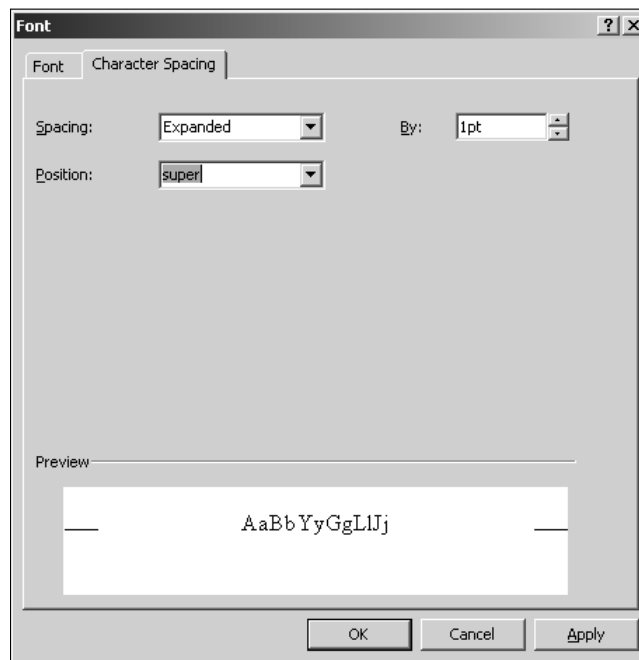 Font
Font Character Spacing
Spacing: Expanded By: 1pt
Position: super
Preview
AaBbYyGgLlJj
OK Cancel Apply